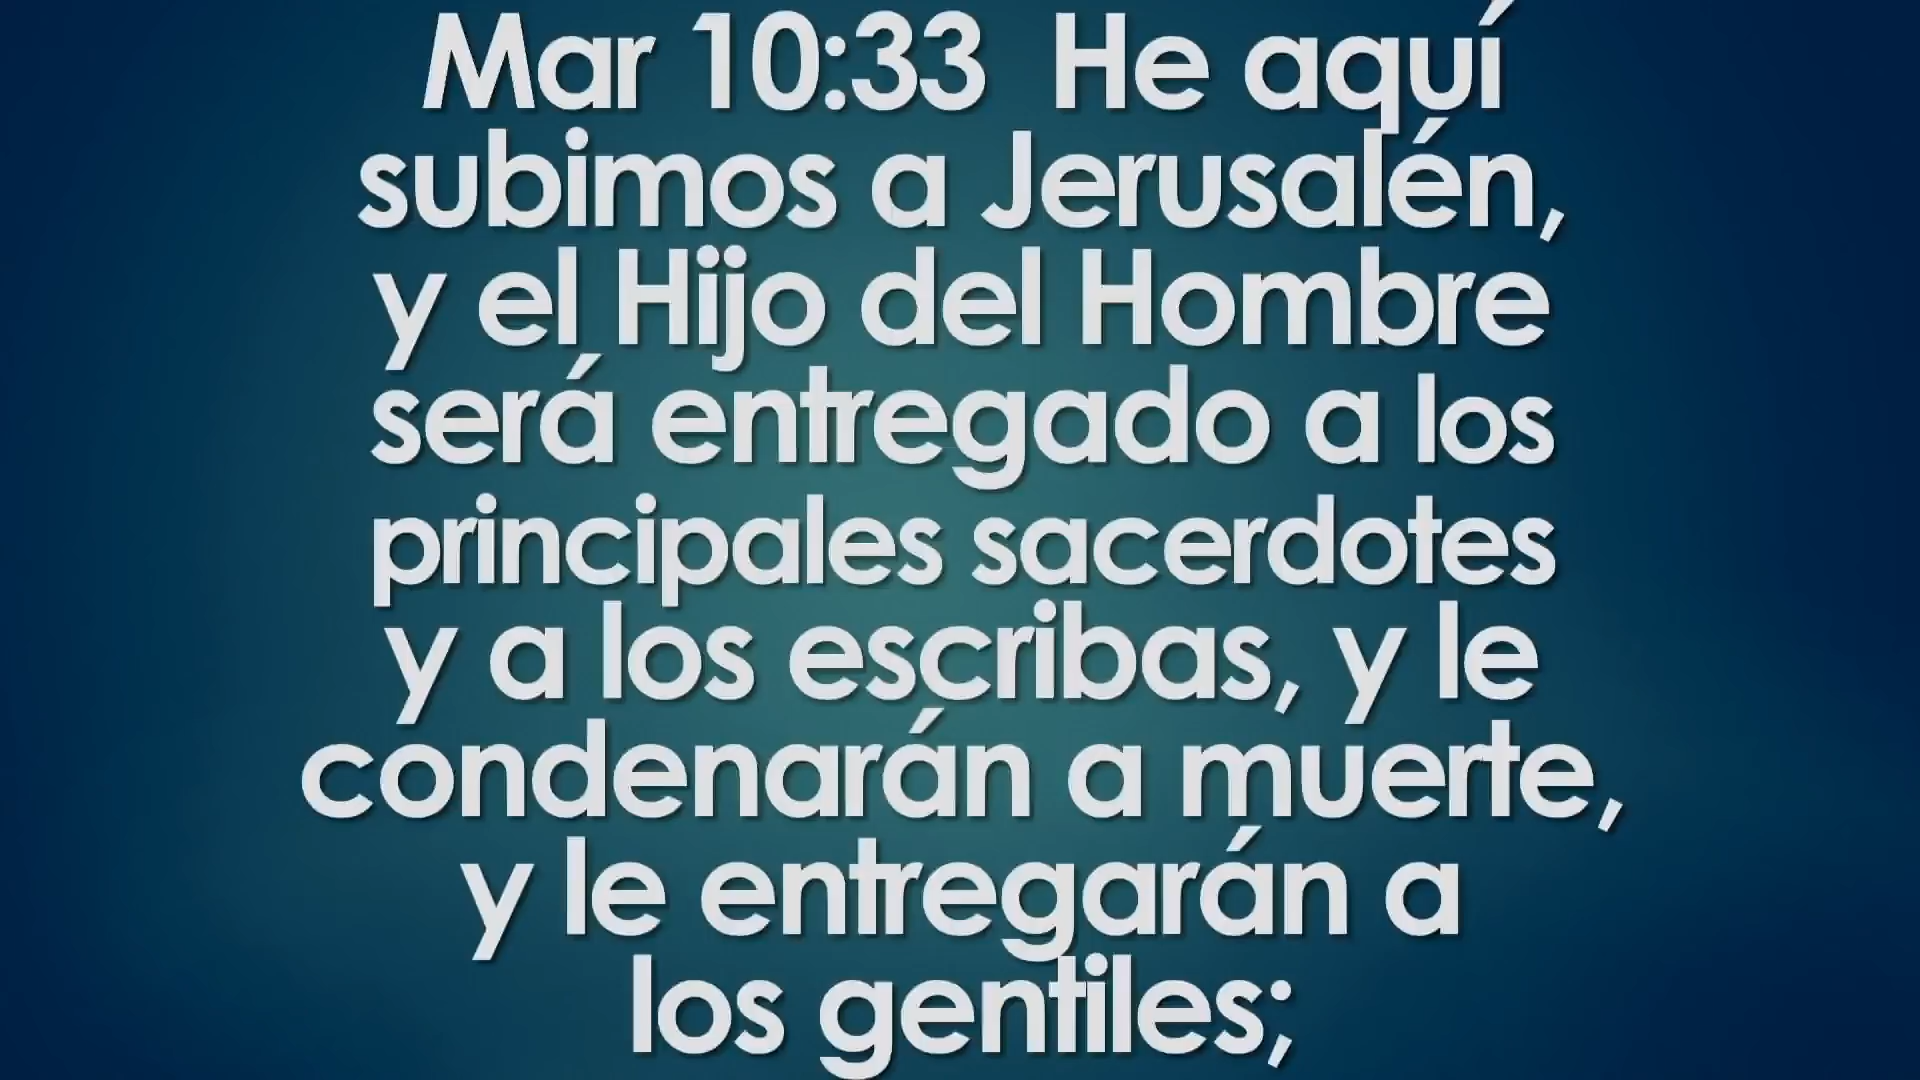 Mar 10:33 He aquí
subimos a Jerusalén,
y el Hijo del Hombre
será entregado a los
principales sacerdotes
y a los escribas, y le
condenarán a muerte,
y le entregarán a
los gentiles;